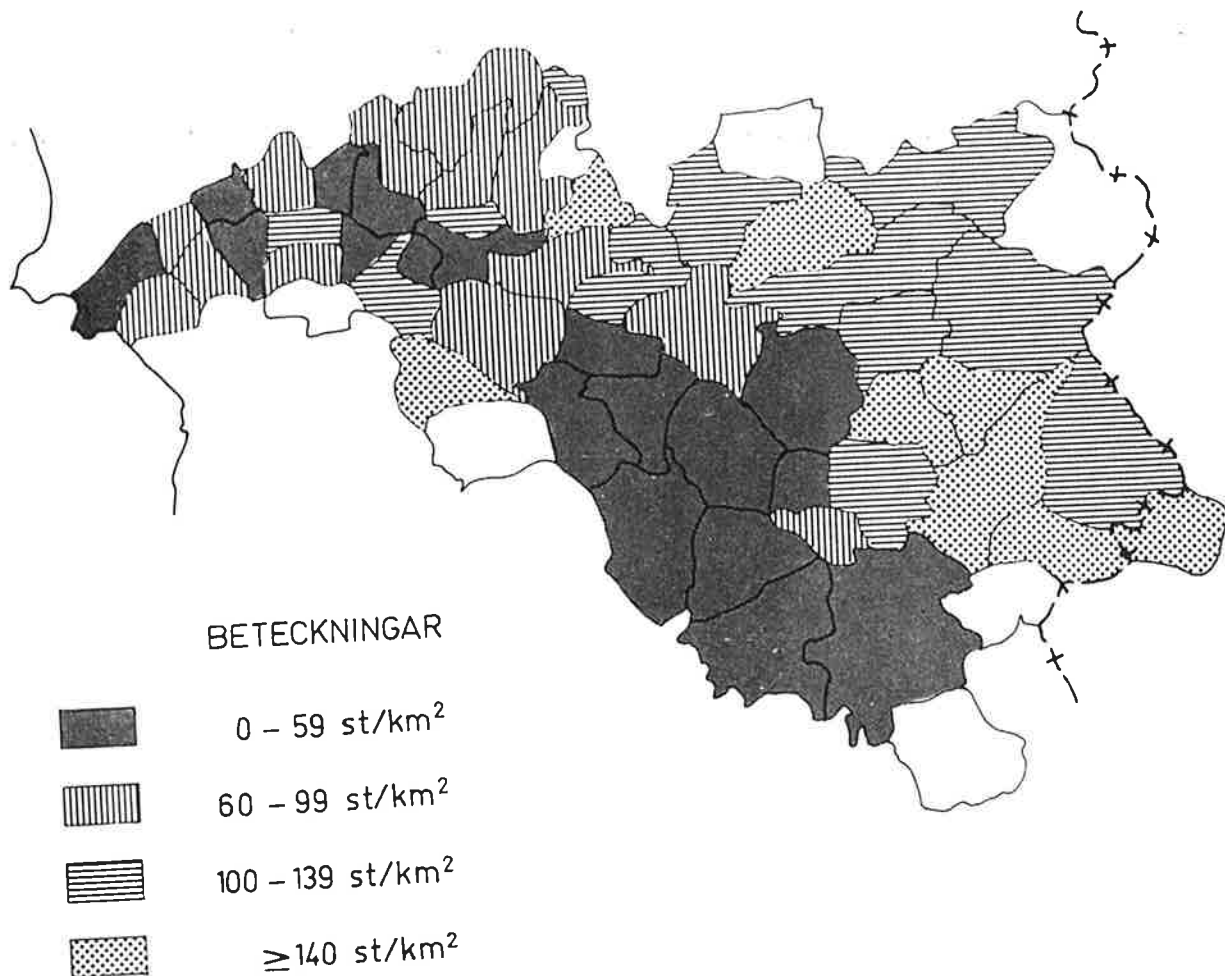 BETECKNINGAR
0 – 59 st/km²
60 – 99 st/km²
100 – 139 st/km²
≥140 st/km²